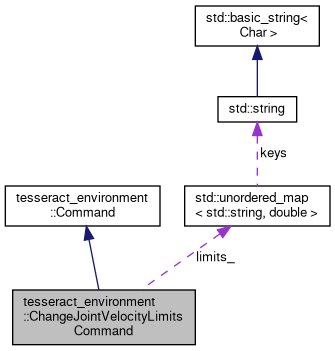 std::basic_string<
Char >
std::string
keys
tesseract_environment
::Command
std::unordered_map
< std::string, double >
limits_
tesseract_environment
::ChangeJointVelocityLimits
Command